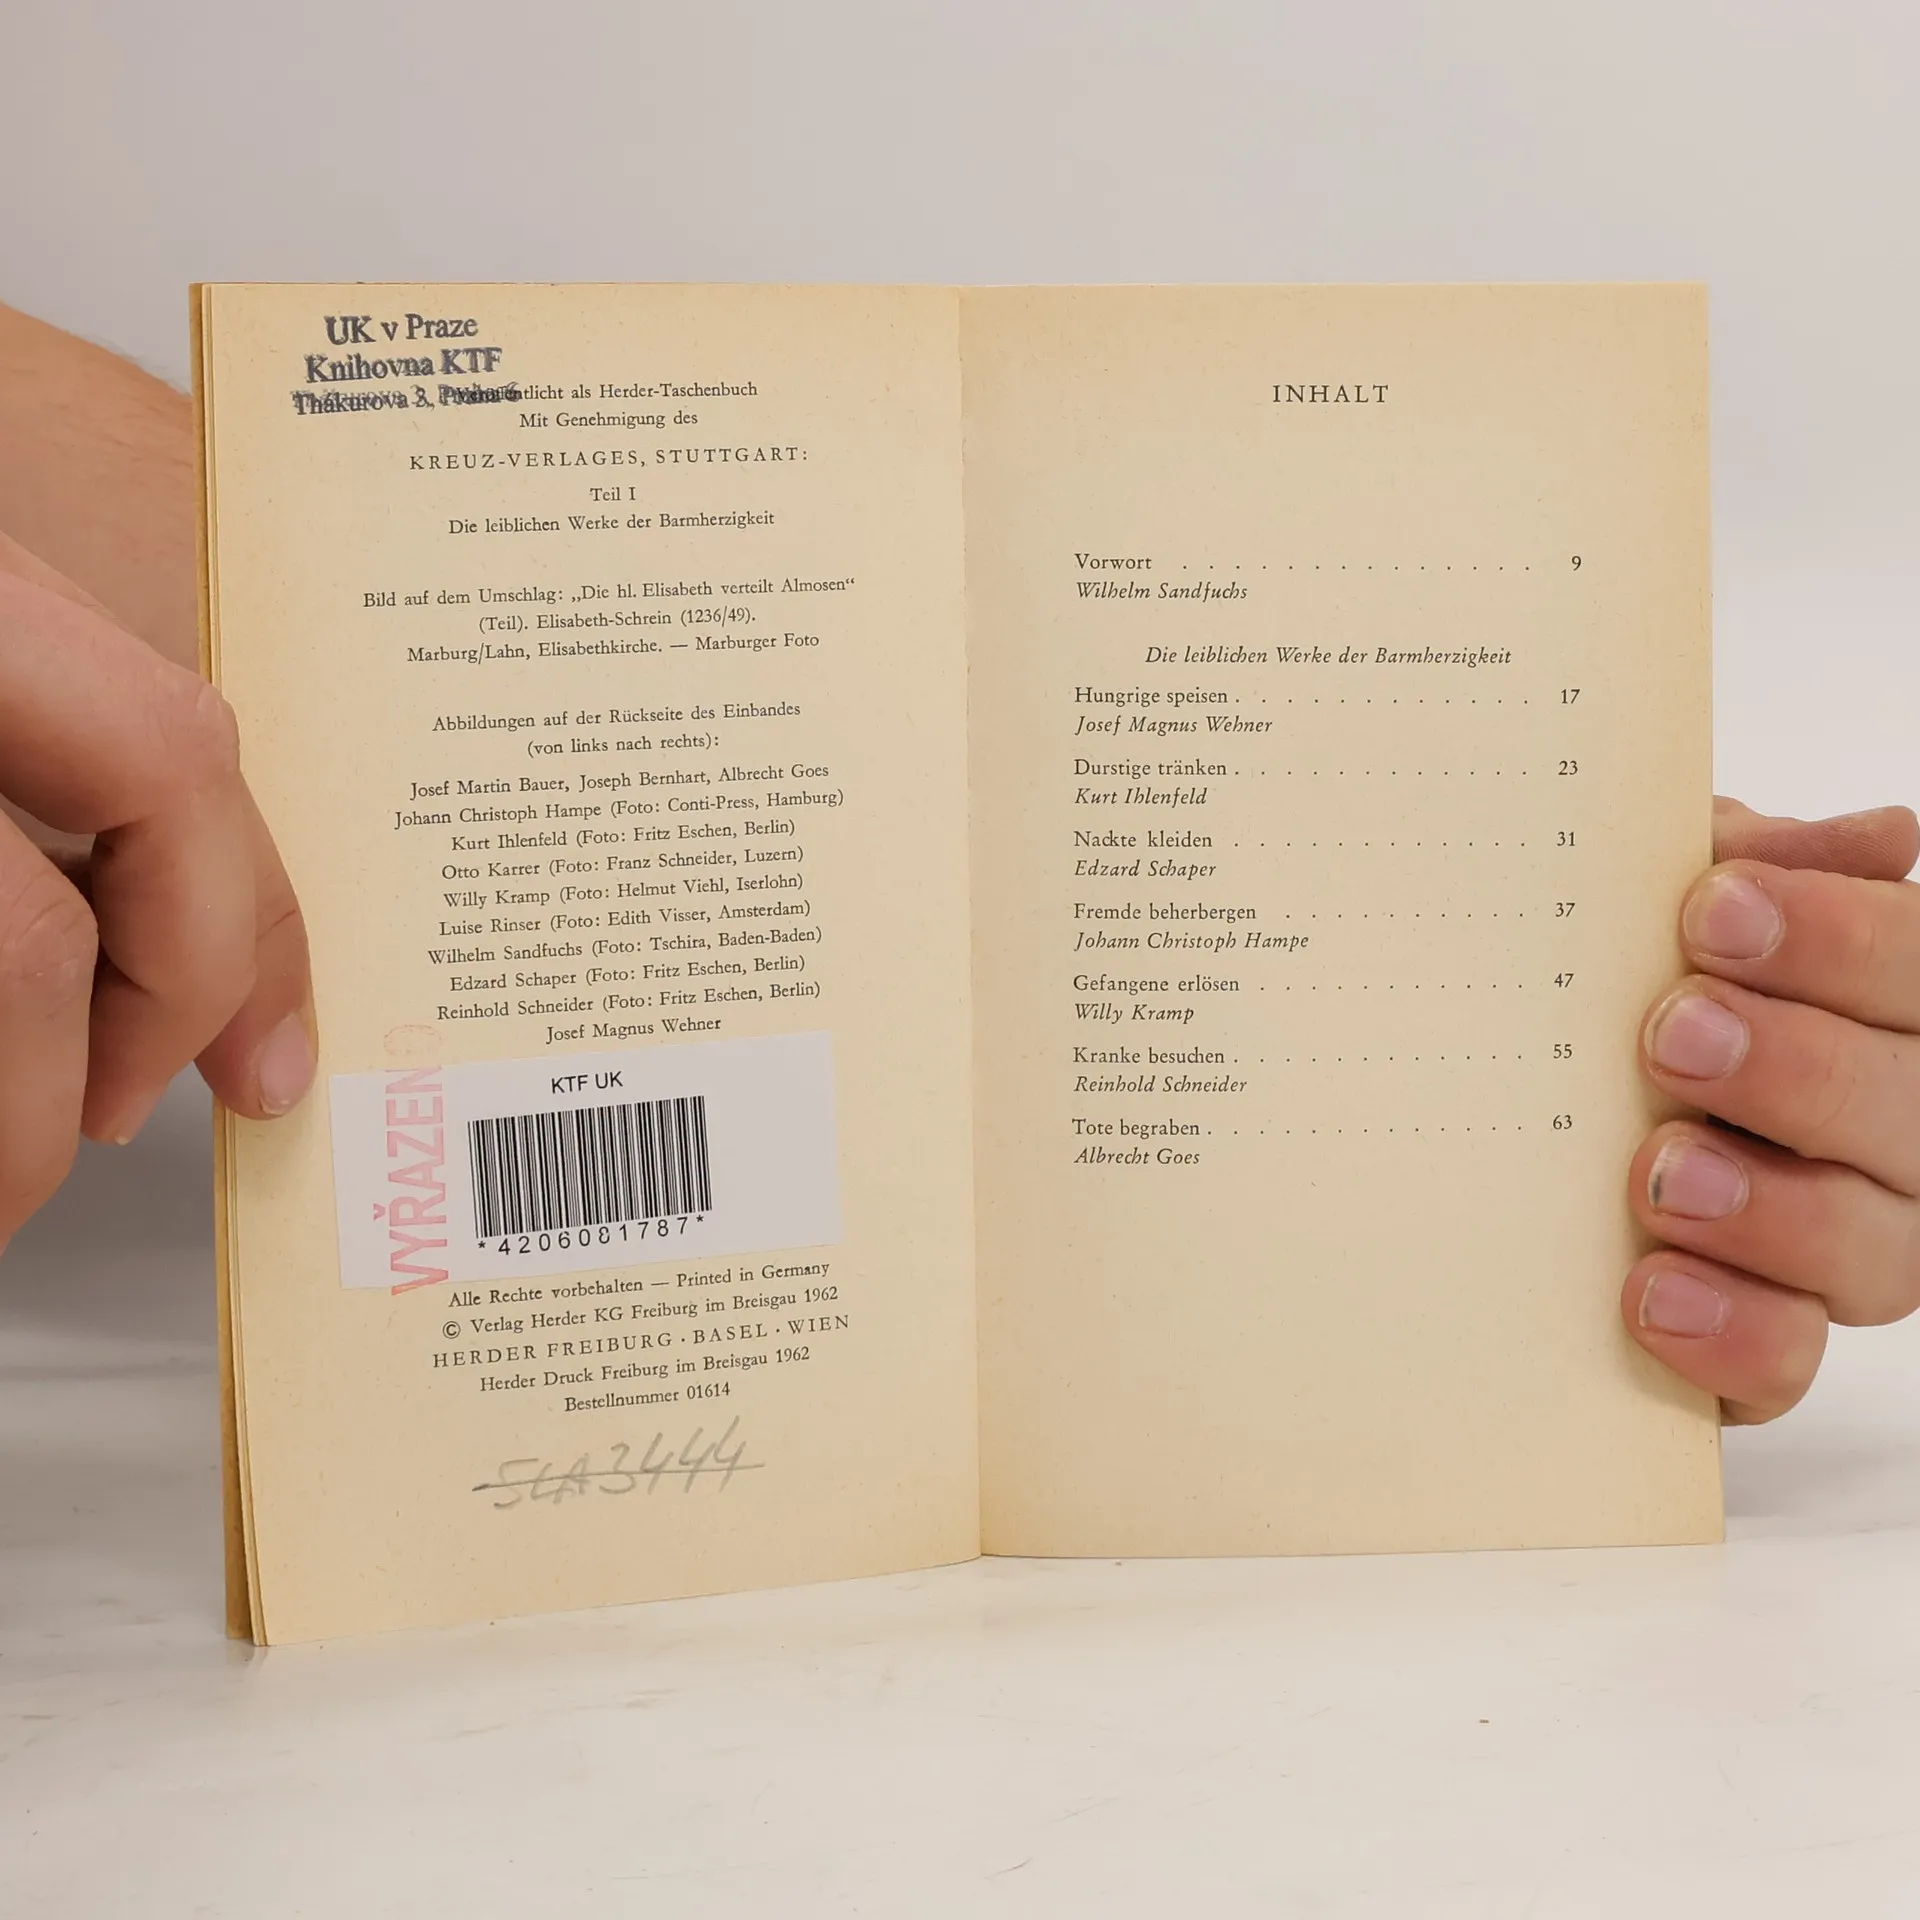 UK v Praze
Knihovna KTF
Thákurova 3, Praha 6
Veröffentlicht als Herder-Taschenbuch
Mit Genehmigung des
KREUZ-VERLAGES, STUTTGART:
Teil I
Die leiblichen Werke der Barmherzigkeit
Bild auf dem Umschlag: „Die hl. Elisabeth verteilt Almosen“
(Teil). Elisabeth-Schrein (1236/49).
Marburg/Lahn, Elisabethkirche. — Marburger Foto
Abbildungen auf der Rückseite des Einbandes
(von links nach rechts):
Josef Martin Bauer, Joseph Bernhart, Albrecht Goes
Johann Christoph Hampe (Foto: Conti-Press, Hamburg)
Kurt Ihlenfeld (Foto: Fritz Eschen, Berlin)
Otto Karrer (Foto: Franz Schneider, Luzern)
Willy Kramp (Foto: Helmut Viehl, Iserlohn)
Luise Rinser (Foto: Edith Visser, Amsterdam)
Wilhelm Sandfuchs (Foto: Tschira, Baden-Baden)
Edzard Schaper (Foto: Fritz Eschen, Berlin)
Reinhold Schneider (Foto: Fritz Eschen, Berlin)
Josef Magnus Wehner
VYŘAZENO
KTF UK
*4206081787*
Alle Rechte vorbehalten — Printed in Germany
© Verlag Herder KG Freiburg im Breisgau 1962
HERDER FREIBURG · BASEL · WIEN
Herder Druck Freiburg im Breisgau 1962
Bestellnummer 01614
INHALT
Vorwort . . . . . . . . . . . . . . 9
Wilhelm Sandfuchs
Die leiblichen Werke der Barmherzigkeit
Hungrige speisen . . . . . . . . . . . . 17
Josef Magnus Wehner
Durstige tränken . . . . . . . . . . . . 23
Kurt Ihlenfeld
Nackte kleiden . . . . . . . . . . . . 31
Edzard Schaper
Fremde beherbergen . . . . . . . . . . 37
Johann Christoph Hampe
Gefangene erlösen . . . . . . . . . . . 47
Willy Kramp
Kranke besuchen . . . . . . . . . . . . 55
Reinhold Schneider
Tote begraben . . . . . . . . . . . . . 63
Albrecht Goes